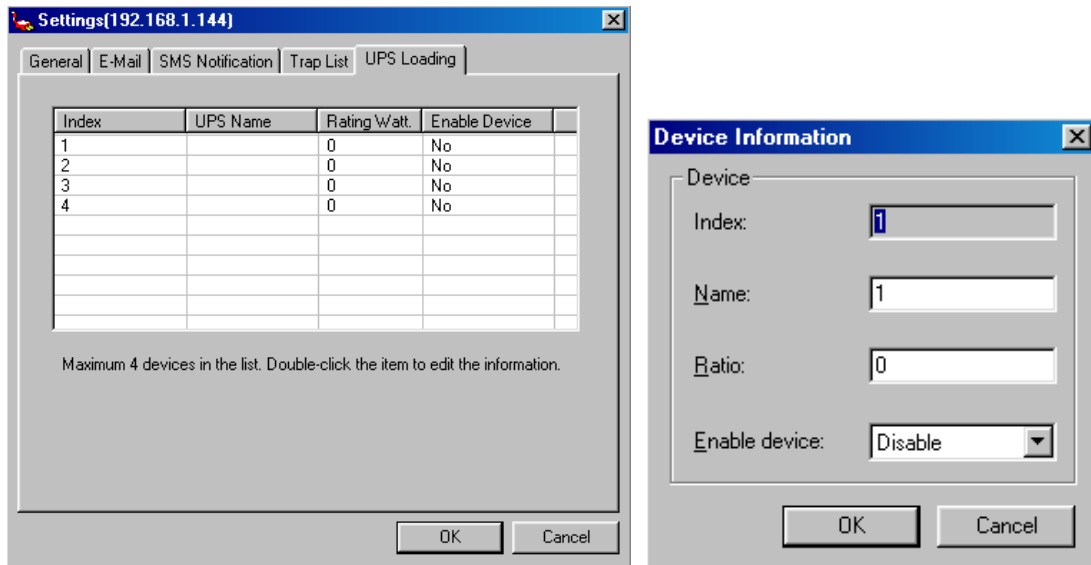 Settings(192.168.1.144)
General E-Mail SMS Notification Trap List UPS Loading
Index UPS Name Rating Watt. Enable Device
1 0 No
2 0 No
3 0 No
4 0 No
Maximum 4 devices in the list. Double-click the item to edit the information.
OK Cancel
Device Information
Device
Index: 1
Name: 1
Ratio: 0
Enable device: Disable
OK Cancel